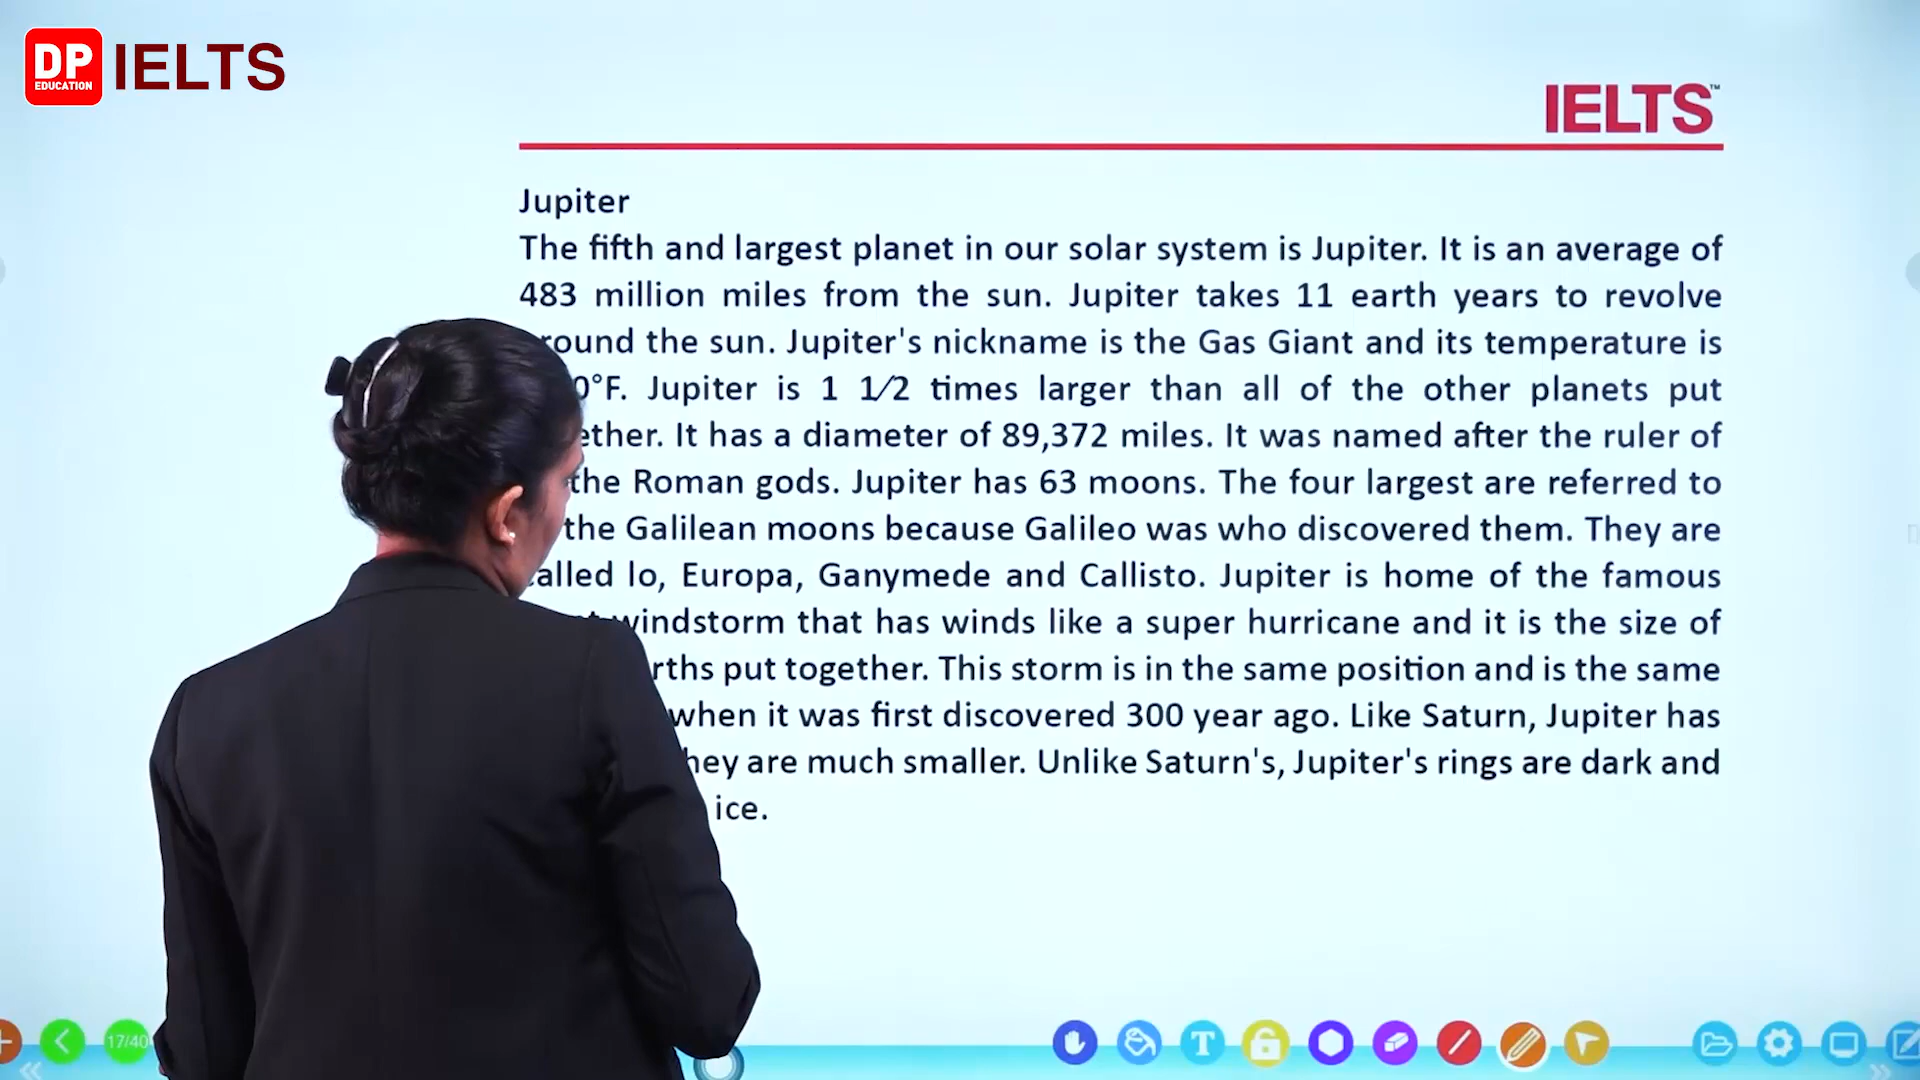 DP
EDUCATION
IELTS
IELTS™
Jupiter
The fifth and largest planet in our solar system is Jupiter. It is an average of
483 million miles from the sun. Jupiter takes 11 earth years to revolve
the sun. Jupiter's nickname is the Gas Giant and its temperature is
Jupiter is 1 1/2 times larger than all of the other planets put
It has a diameter of 89,372 miles. It was named after the ruler of
the Roman gods. Jupiter has 63 moons. The four largest are referred to
the Galilean moons because Galileo was who discovered them. They are
lo, Europa, Ganymede and Callisto. Jupiter is home of the famous
windstorm that has winds like a super hurricane and it is the size of
put together. This storm is in the same position and is the same
when it was first discovered 300 year ago. Like Saturn, Jupiter has
are much smaller. Unlike Saturn's, Jupiter's rings are dark and
ice.
17/40
T